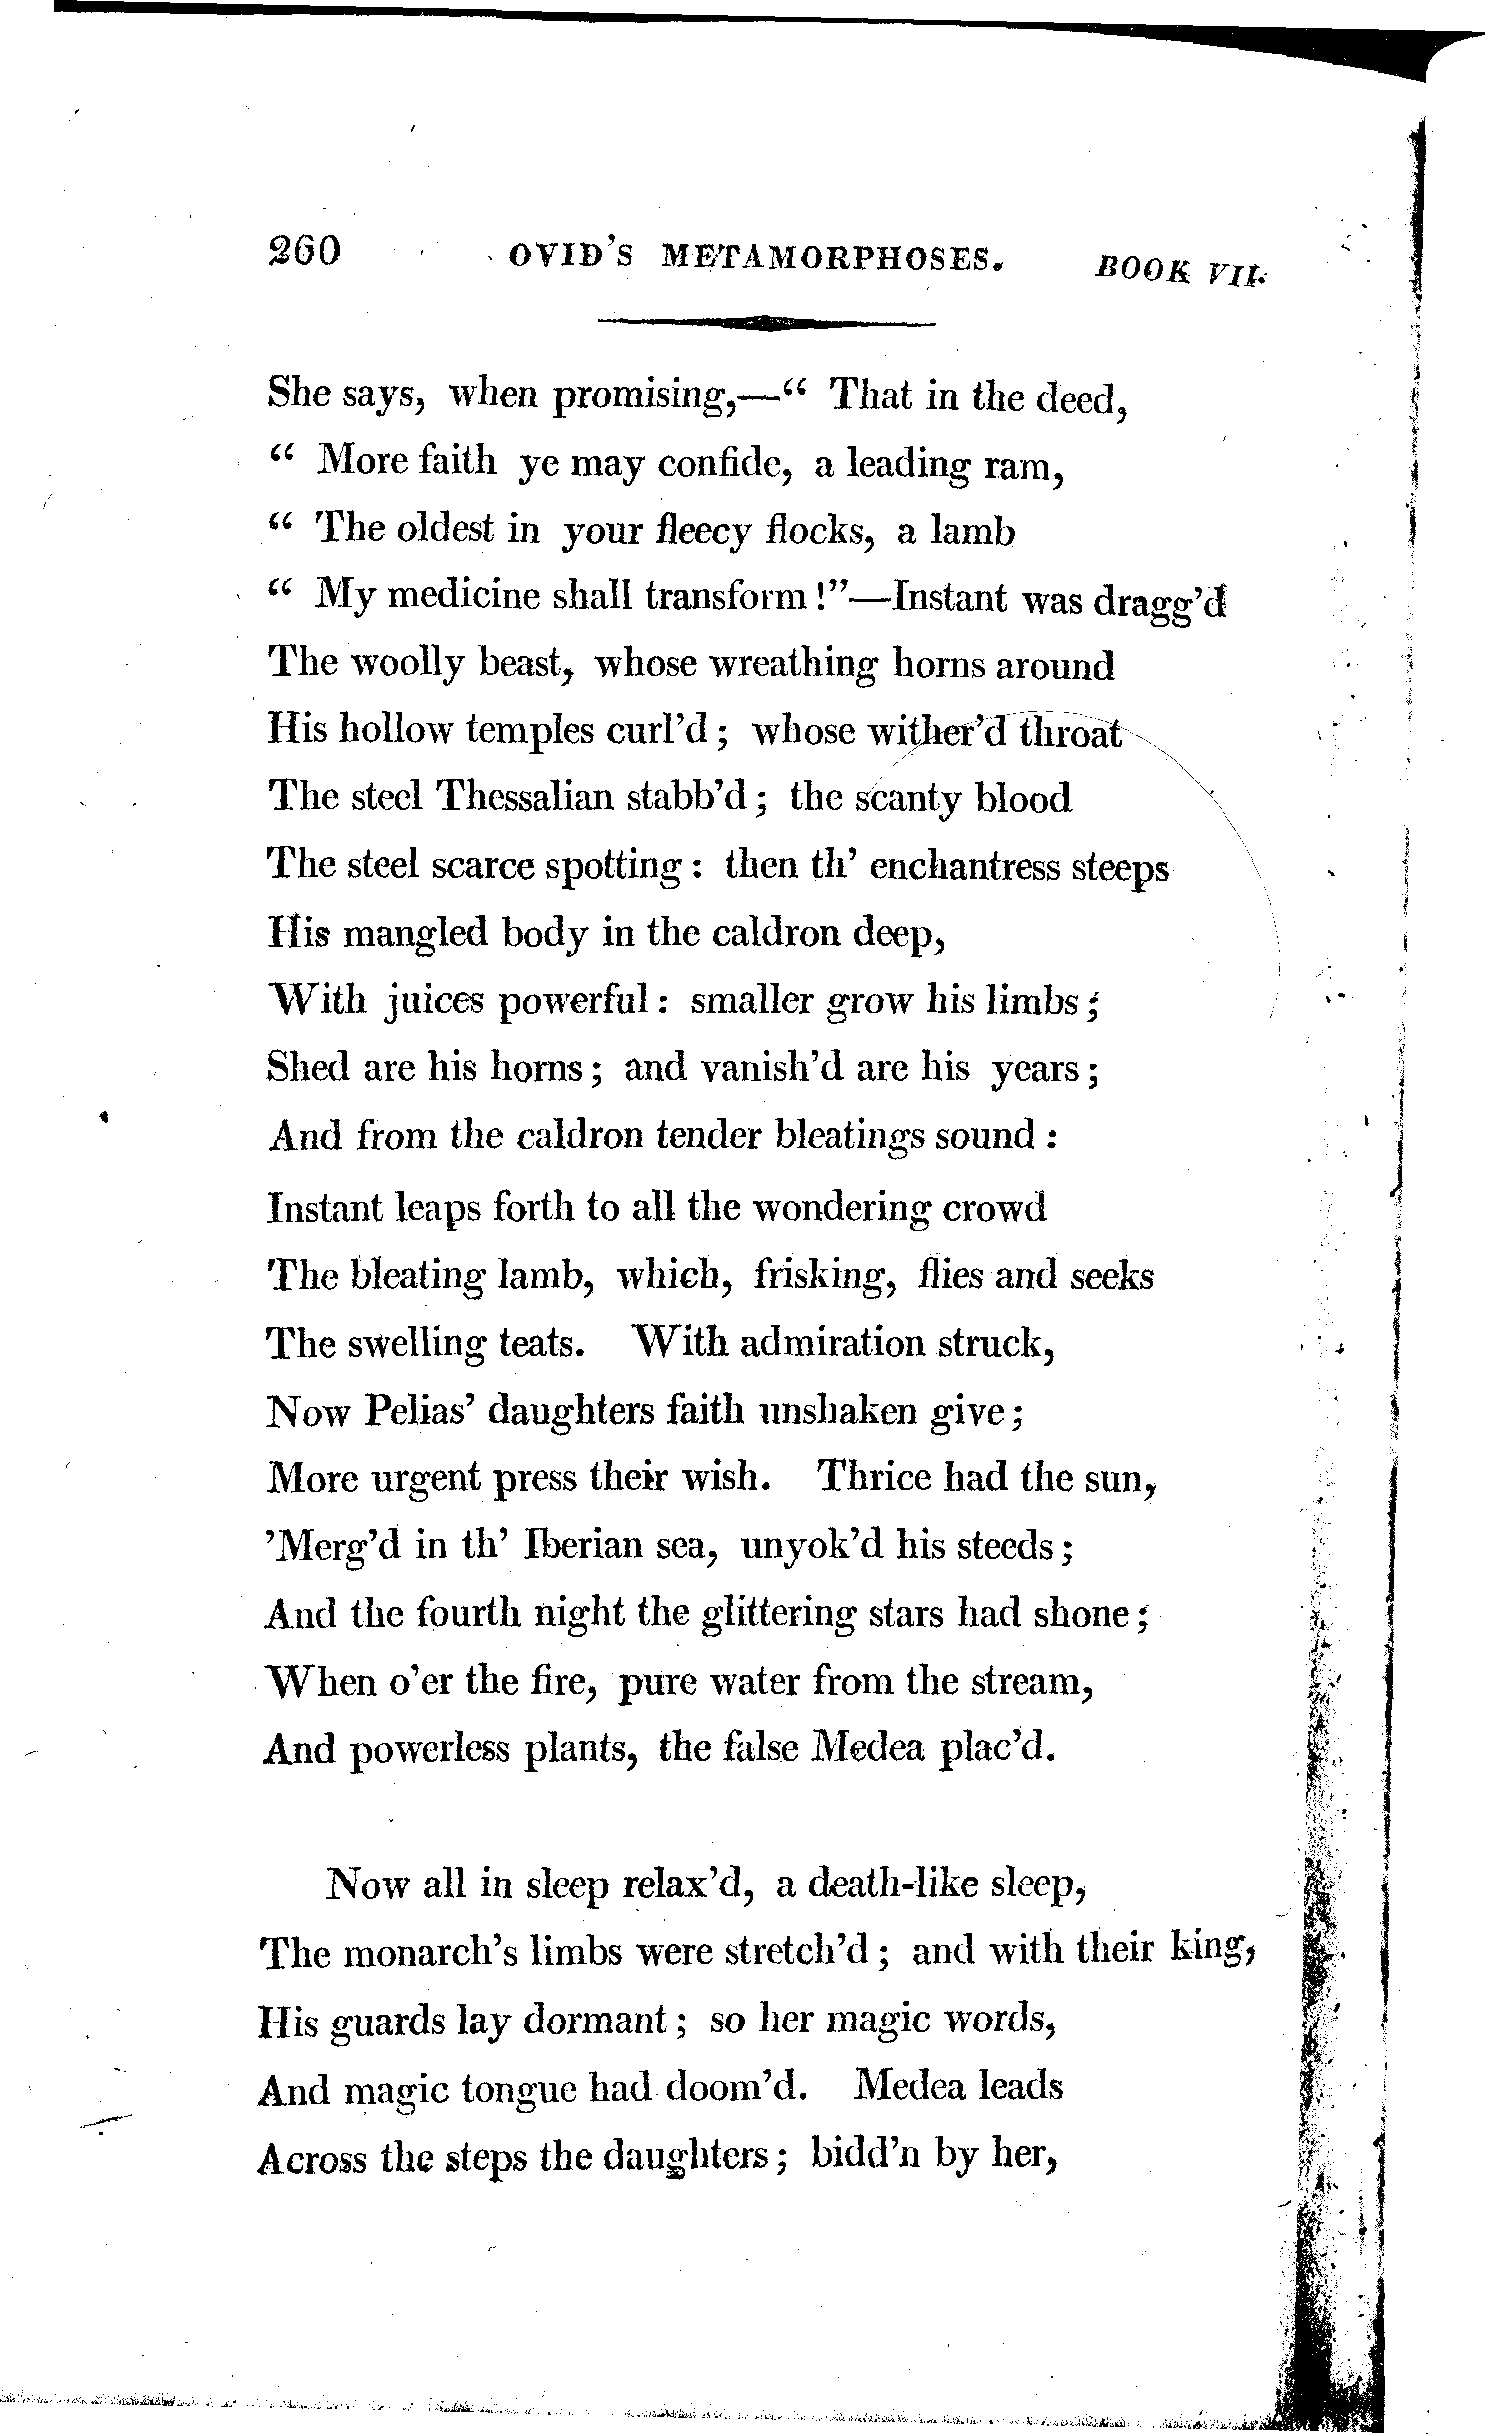 260 OVID'S METAMORPHOSES. BOOK VII.
She says, when promising,—“ That in the deed,
“ More faith ye may confide, a leading ram,
“ The oldest in your fleecy flocks, a lamb
“ My medicine shall transform !”—Instant was dragg'd
The woolly beast, whose wreathing horns around
His hollow temples curl'd ; whose wither'd throat
The steel Thessalian stabb'd ; the scanty blood
The steel scarce spotting : then th' enchantress steeps
His mangled body in the caldron deep,
With juices powerful : smaller grow his limbs ;
Shed are his horns ; and vanish'd are his years ;
And from the caldron tender bleatings sound :
Instant leaps forth to all the wondering crowd
The bleating lamb, which, frisking, flies and seeks
The swelling teats. With admiration struck,
Now Pelias' daughters faith unshaken give ;
More urgent press their wish. Thrice had the sun,
'Merg'd in th' Iberian sea, unyok'd his steeds ;
And the fourth night the glittering stars had shone ;
When o'er the fire, pure water from the stream,
And powerless plants, the false Medea plac'd.
Now all in sleep relax'd, a death-like sleep,
The monarch's limbs were stretch'd ; and with their king,
His guards lay dormant ; so her magic words,
And magic tongue had doom'd. Medea leads
Across the steps the daughters ; bidd'n by her,